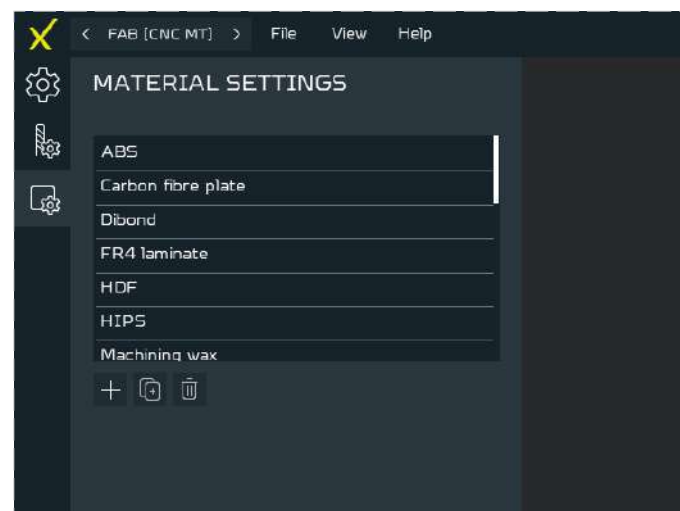 FAB [CNC MT] File View Help
MATERIAL SETTINGS
ABS
Carbon fibre plate
Dibond
FR4 laminate
HDF
HIPS
Machining wax